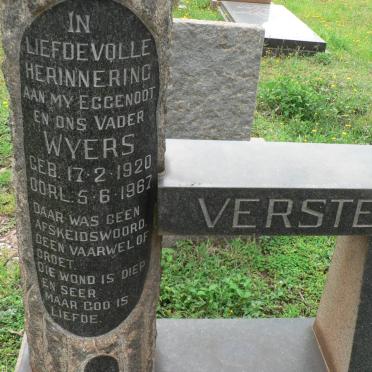 IN
LIEFDEVOLLE
HERINNERING
AAN MY EGGENOOT
EN ONS VADER
WYERS
GEB. 17·2·1920
OORL. 5·6·1967
DAAR WAS GEEN
AFSKEIDSWOORD.
GEEN VAARWEL OF
GROET.
DIE WOND IS DIEP
EN SEER.
MAAR GOD IS
LIEFDE.
VERSTE